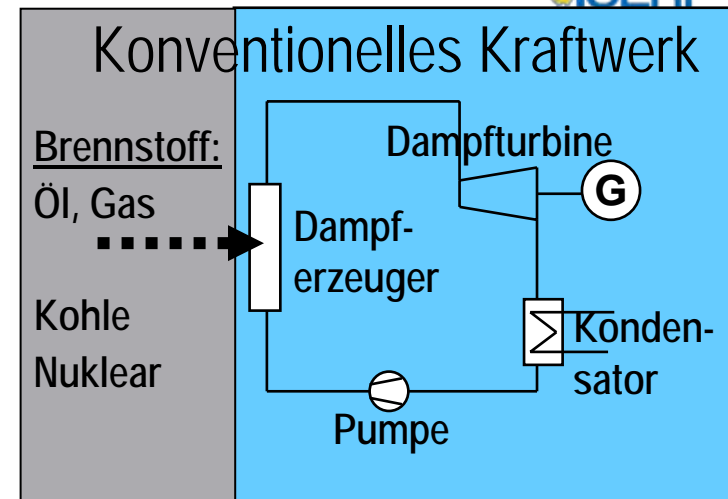 Konventionelles Kraftwerk
Brennstoff:
Öl, Gas
Kohle
Nuklear
Dampfturbine
G
Dampf-
erzeuger
Konden-
sator
Pumpe